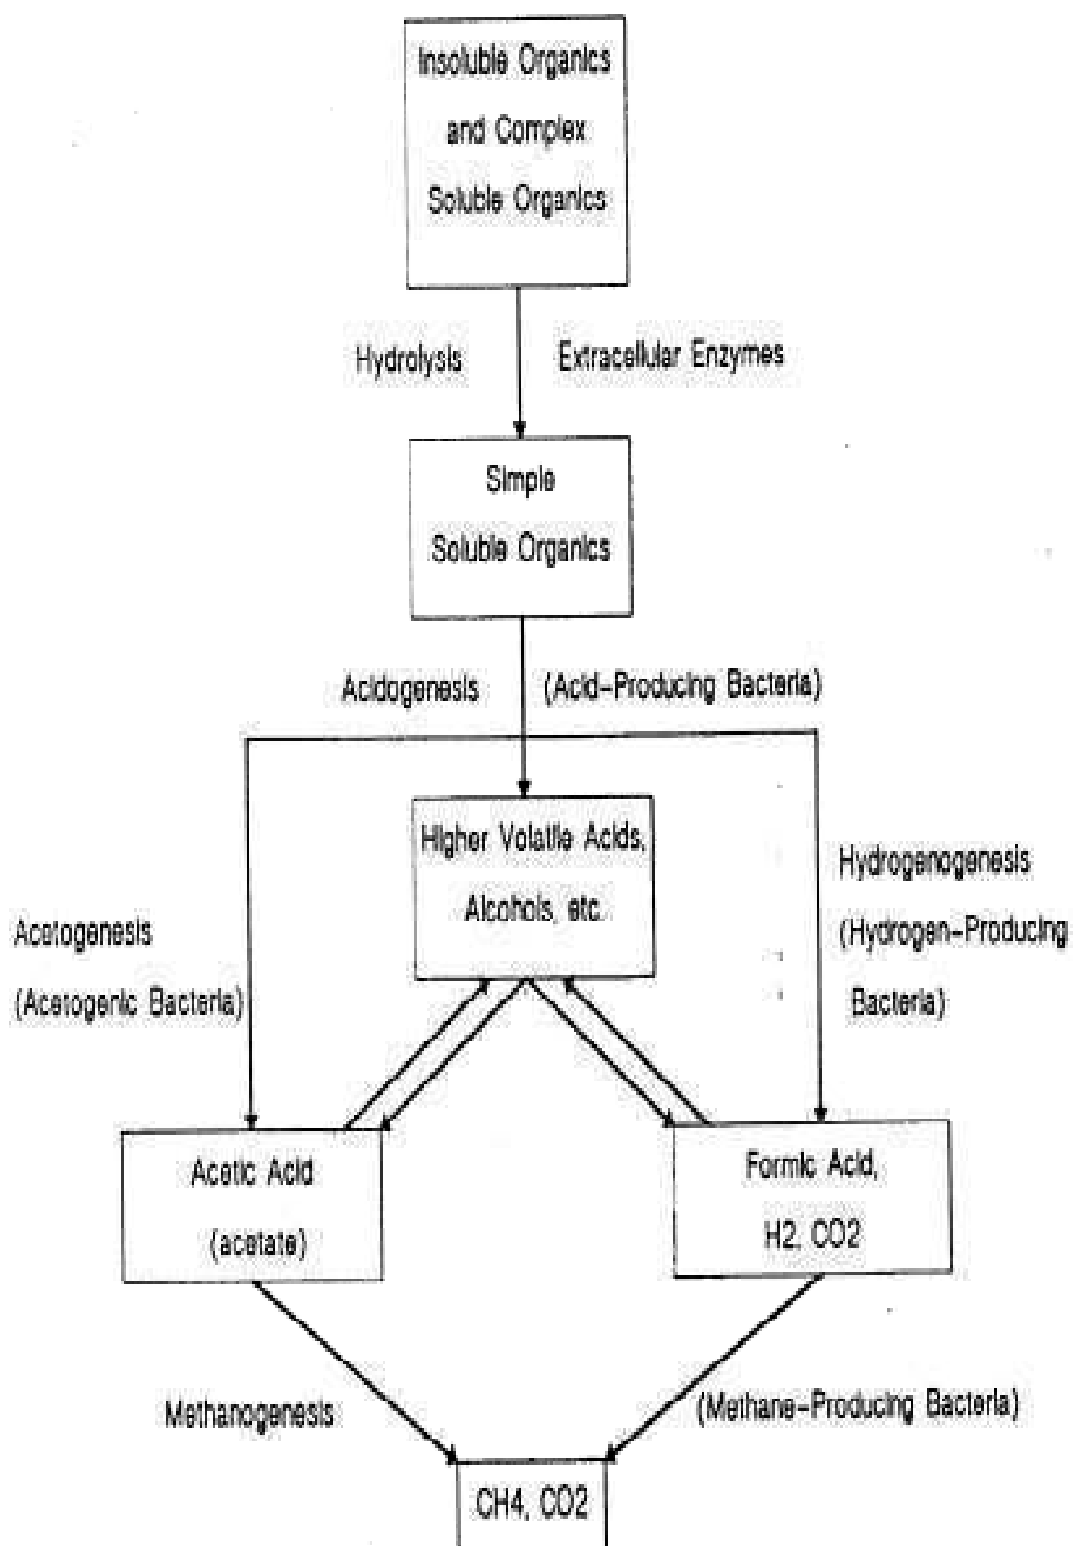 Insoluble Organics
and Complex
Soluble Organics
Hydrolysis
Extracellular Enzymes
Simple
Soluble Organics
Acidogenesis
(Acid-Producing Bacteria)
Higher Volatile Acids,
Alcohols, etc.
Hydrogenogenesis
(Hydrogen-Producing
Bacteria)
Acetogenesis
(Acetogenic Bacteria)
Acetic Acid
(acetate)
Formic Acid,
H2, CO2
Methanogenesis
(Methane-Producing Bacteria)
CH4, CO2